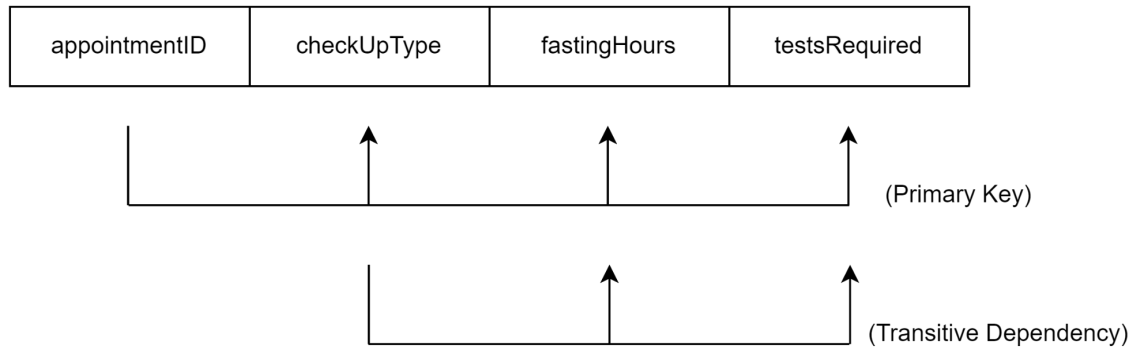 appointmentID checkUpType fastingHours testsRequired
(Primary Key)
(Transitive Dependency)